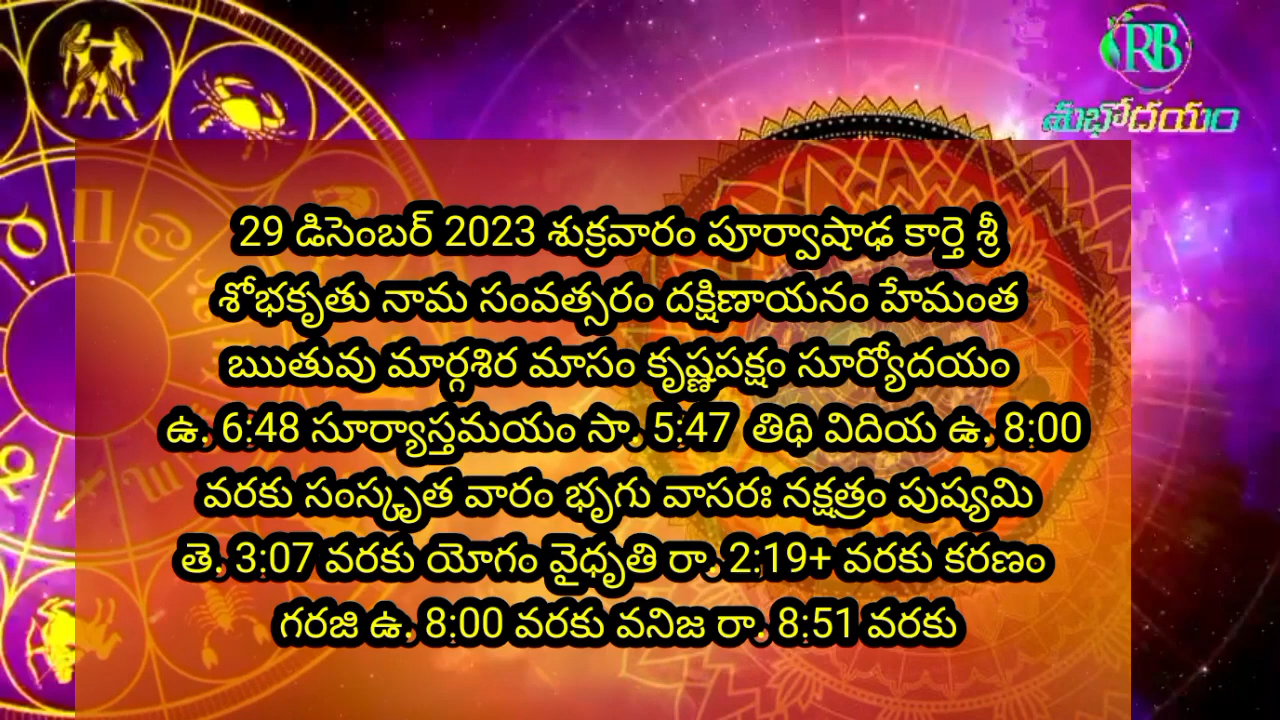 RB
శుభోదయం
29 డిసెంబర్ 2023 శుక్రవారం పూర్వాషాఢ కార్తె శ్రీ
శోభకృతు నామ సంవత్సరం దక్షిణాయనం హేమంత
ఋతువు మార్గశిర మాసం కృష్ణపక్షం సూర్యోదయం
ఉ. 6:48 సూర్యాస్తమయం సా. 5:47 తిథి విదియ ఉ. 8:00
వరకు సంస్కృత వారం భృగు వాసరః నక్షత్రం పుష్యమి
తె. 3:07 వరకు యోగం వైధృతి రా. 2:19+ వరకు కరణం
గరజి ఉ. 8:00 వరకు వనిజ రా. 8:51 వరకు